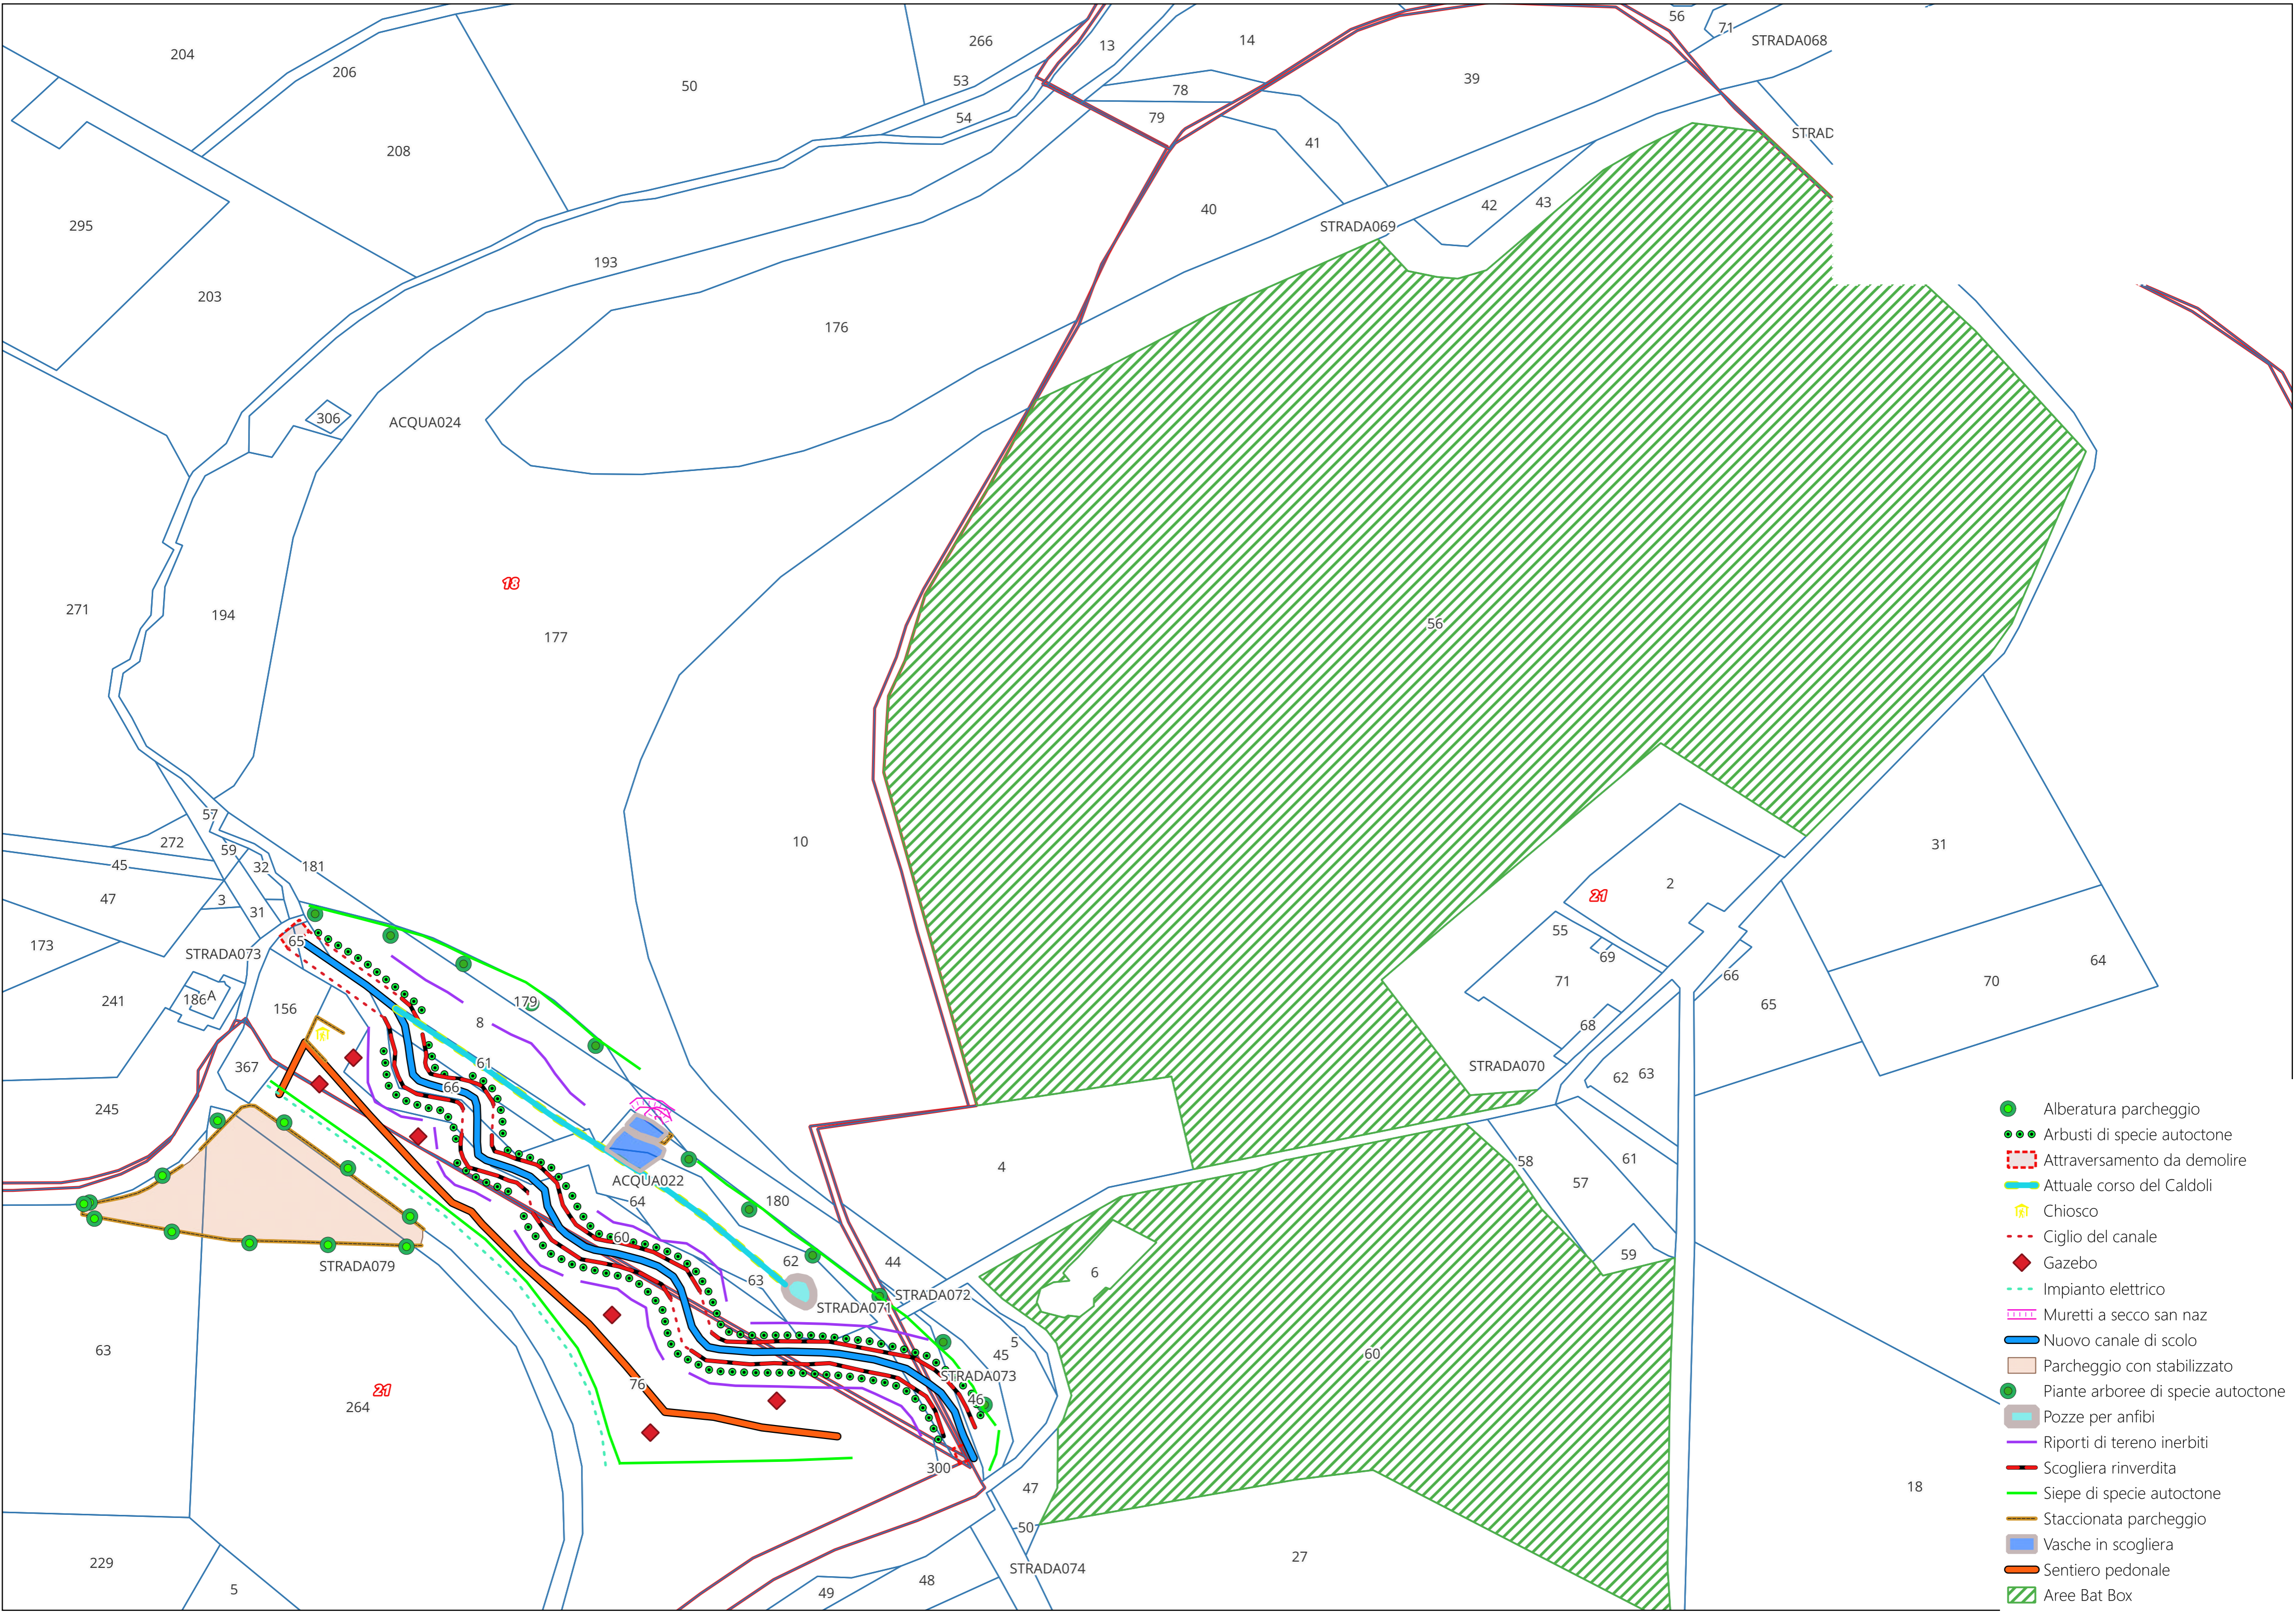 56
71
STRADA068
204
266
13
14
206
50
53
78
39
54
79
STRAD
208
41
42
43
295
40
STRADA069
193
203
176
306
ACQUA024
18
271
194
177
56
57
272
59
10
31
45
32
181
2
21
47
3
31
55
173
65
STRADA073
69
64
66
70
71
241
186
A
156
179
65
8
68
367
61
STRADA070
66
62
63
245
61
58
4
57
ACQUA022
64
180
60
59
62
44
STRADA079
63
6
STRADA072
STRADA071
63
5
45
60
STRADA073
76
46
21
264
300
47
18
50
27
229
STRADA074
48
49
5
Alberatura parcheggio
Arbusti di specie autoctone
Attraversamento da demolire
Attuale corso del Caldoli
Chiosco
Ciglio del canale
Gazebo
Impianto elettrico
Muretti a secco san naz
Nuovo canale di scolo
Parcheggio con stabilizzato
Piante arboree di specie autoctone
Pozze per anfibi
Riporti di tereno inerbiti
Scogliera rinverdita
Siepe di specie autoctone
Staccionata parcheggio
Vasche in scogliera
Sentiero pedonale
Aree Bat Box